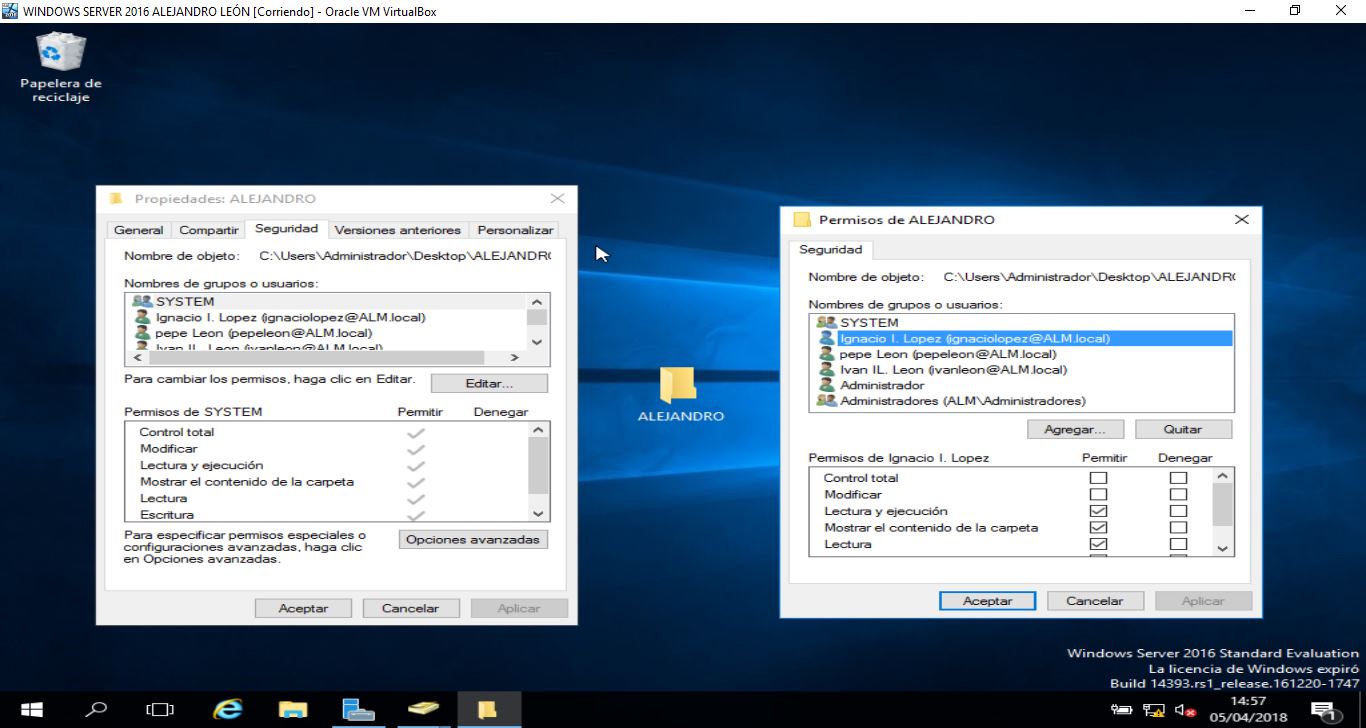 WINDOWS SERVER 2016 ALEJANDRO LEÓN [Corriendo] - Oracle VM VirtualBox
Papelera de
reciclaje
Propiedades: ALEJANDRO
General Compartir Seguridad Versiones anteriores Personalizar
Nombre de objeto: C:\Users\Administrador\Desktop\ALEJANDRO
Nombres de grupos o usuarios:
SYSTEM
Ignacio I. Lopez (ignaciolopez@ALM.local)
pepe Leon (pepeleon@ALM.local)
Ivan IL. Leon (ivanleon@ALM.local)
Para cambiar los permisos, haga clic en Editar.
Editar...
Permisos de SYSTEM Permitir Denegar
Control total
Modificar
Lectura y ejecución
Mostrar el contenido de la carpeta
Lectura
Escritura
Para especificar permisos especiales o
configuraciones avanzadas, haga clic
en Opciones avanzadas.
Opciones avanzadas
Aceptar Cancelar Aplicar
ALEJANDRO
Permisos de ALEJANDRO
Seguridad
Nombre de objeto: C:\Users\Administrador\Desktop\ALEJANDRO
Nombres de grupos o usuarios:
SYSTEM
Ignacio I. Lopez (ignaciolopez@ALM.local)
pepe Leon (pepeleon@ALM.local)
Ivan IL. Leon (ivanleon@ALM.local)
Administrador
Administradores (ALM\Administradores)
Agregar... Quitar
Permisos de Ignacio I. Lopez Permitir Denegar
Control total
Modificar
Lectura y ejecución
Mostrar el contenido de la carpeta
Lectura
Aceptar Cancelar Aplicar
Windows Server 2016 Standard Evaluation
La licencia de Windows expiró
Build 14393.rs1_release.161220-1747
14:57
05/04/2018
1